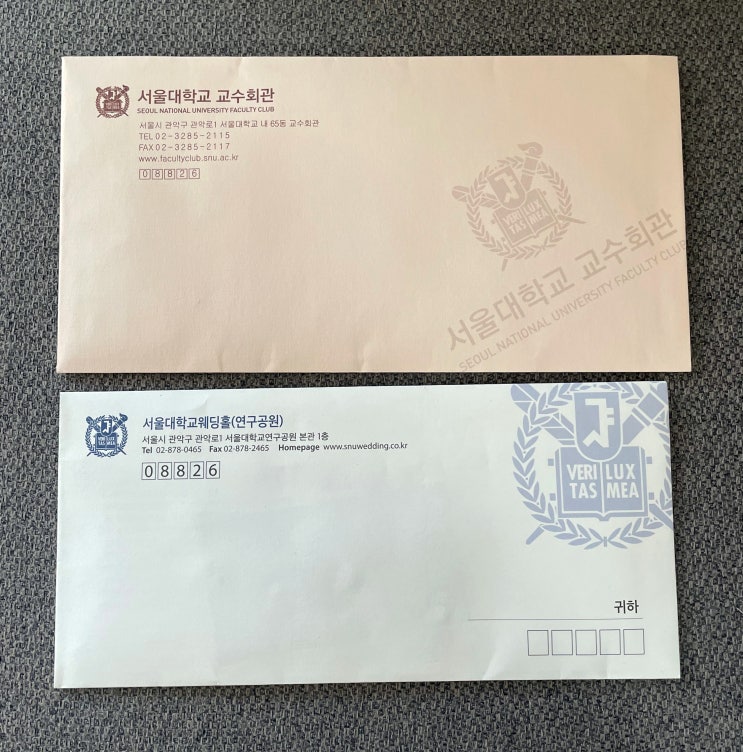 서울대학교 교수회관
SEOUL NATIONAL UNIVERSITY FACULTY CLUB
서울시 관악구 관악로1 서울대학교 내 65동 교수회관
TEL 02-3285-2115
FAX 02-3285-2117
www.facultyclub.snu.ac.kr
08826
VERI LUX
TAS MEA
서울대학교 교수회관
SEOUL NATIONAL UNIVERSITY FACULTY CLUB
서울대학교웨딩홀(연구공원)
서울시 관악구 관악로1 서울대학교연구공원 본관 1층
Tel 02-878-0465 Fax 02-878-2465 Homepage www.snuwedding.co.kr
08826
VERI LUX
TAS MEA
VERI LUX
TAS MEA
귀하